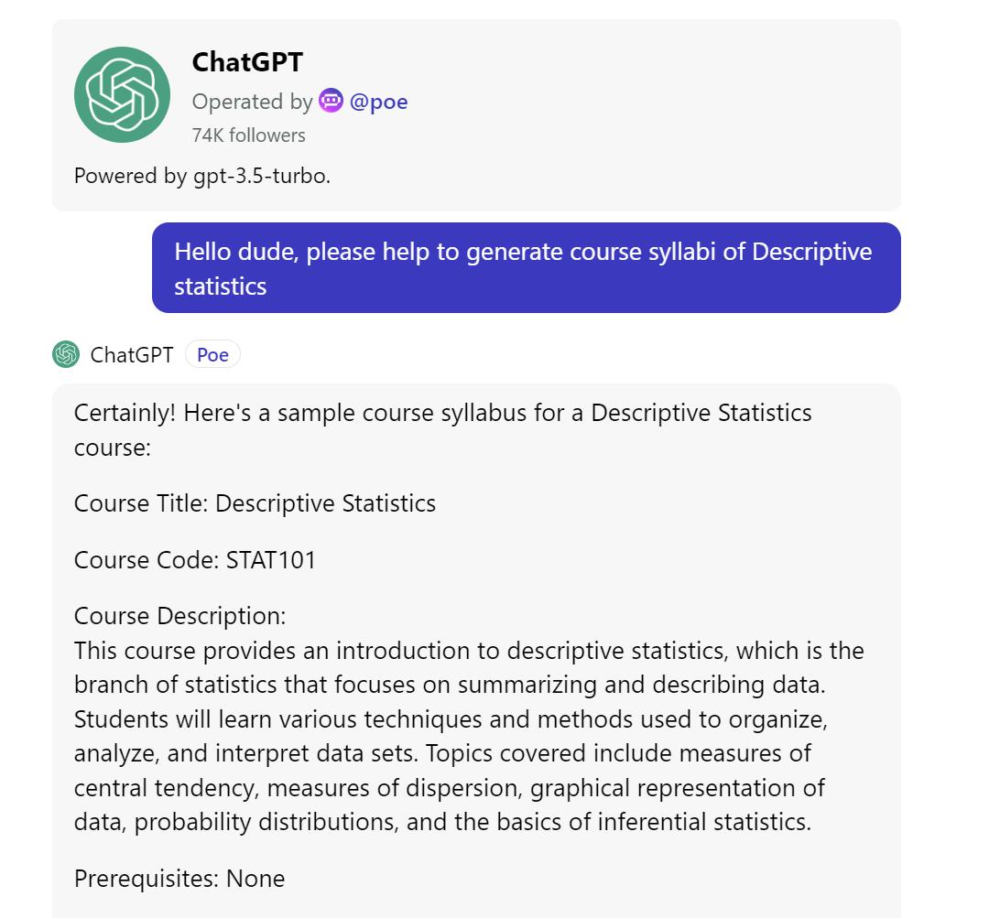 ChatGPT
Operated by @poe
74K followers
Powered by gpt-3.5-turbo.
Hello dude, please help to generate course syllabi of Descriptive
statistics
ChatGPT Poe
Certainly! Here's a sample course syllabus for a Descriptive Statistics
course:
Course Title: Descriptive Statistics
Course Code: STAT101
Course Description:
This course provides an introduction to descriptive statistics, which is the
branch of statistics that focuses on summarizing and describing data.
Students will learn various techniques and methods used to organize,
analyze, and interpret data sets. Topics covered include measures of
central tendency, measures of dispersion, graphical representation of
data, probability distributions, and the basics of inferential statistics.
Prerequisites: None